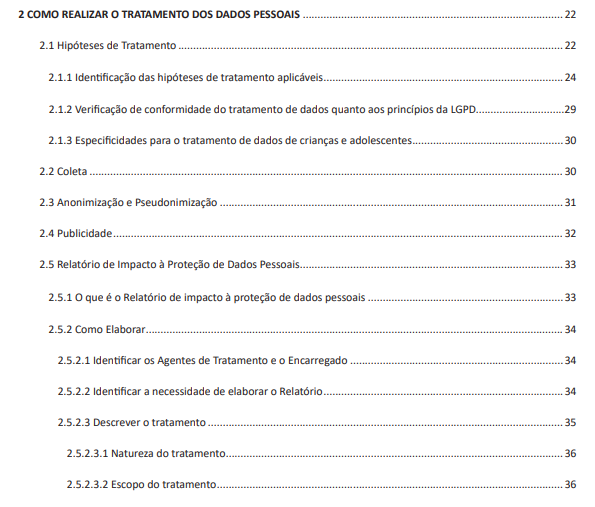 2 COMO REALIZAR O TRATAMENTO DOS DADOS PESSOAIS ........................ 22
2.1 Hipóteses de Tratamento ........................ 22
2.1.1 Identificação das hipóteses de tratamento aplicáveis........................ 24
2.1.2 Verificação de conformidade do tratamento de dados quanto aos princípios da LGPD........................29
2.1.3 Especificidades para o tratamento de dados de crianças e adolescentes........................ 30
2.2 Coleta ........................ 30
2.3 Anonimização e Pseudonimização ........................ 31
2.4 Publicidade........................ 32
2.5 Relatório de Impacto à Proteção de Dados Pessoais........................ 33
2.5.1 O que é o Relatório de impacto à proteção de dados pessoais ........................ 33
2.5.2 Como Elaborar........................ 34
2.5.2.1 Identificar os Agentes de Tratamento e o Encarregado ........................ 34
2.5.2.2 Identificar a necessidade de elaborar o Relatório........................ 34
2.5.2.3 Descrever o tratamento ........................ 35
2.5.2.3.1 Natureza do tratamento........................ 36
2.5.2.3.2 Escopo do tratamento........................ 36